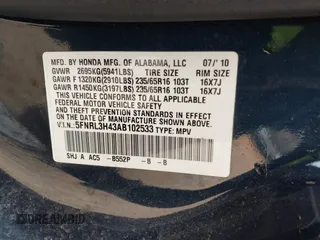 MFD. BY HONDA MFG. OF ALABAMA, LLC 07/'10
GVWR 2695KG(5941LBS) TIRE SIZE RIM SIZE
GAWR F 1320KG(2910LBS) 235/65R16 103T 16X7J
GAWR R 1450KG(3197LBS) 235/65R16 103T 16X7J
THIS VEHICLE CONFORMS TO ALL APPLICABLE FEDERAL
MOTOR VEHICLE SAFETY AND THEFT PREVENTION STANDARDS
IN EFFECT ON THE DATE OF MANUFACTURE SHOWN ABOVE.
V.I.N.: 5FNRL3H43AB102533 TYPE: MPV
SHJ A AC5 - B552P - B - B